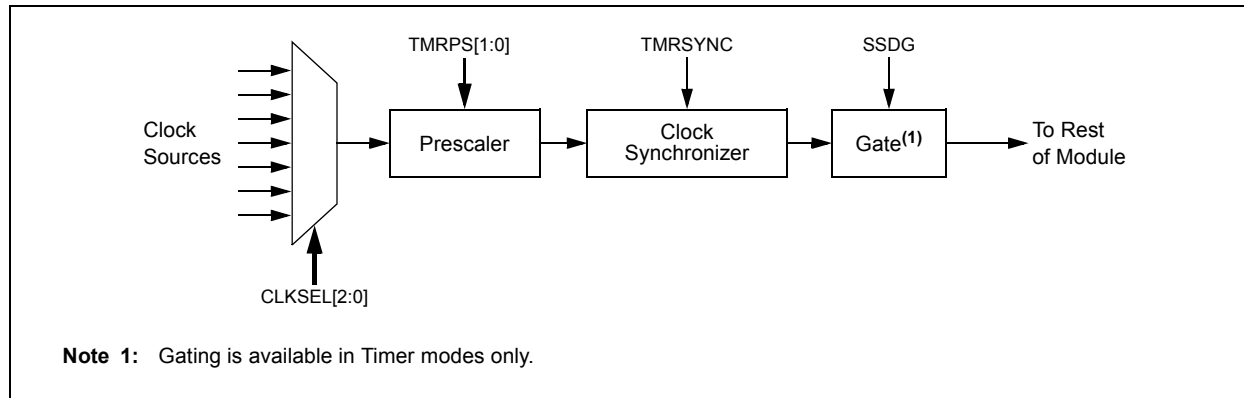 TMRPS[1:0]
TMRSYNC
SSDG
Clock
Sources
Prescaler
Clock
Synchronizer
Gate(1)
To Rest
of Module
CLKSEL[2:0]
Note 1: Gating is available in Timer modes only.